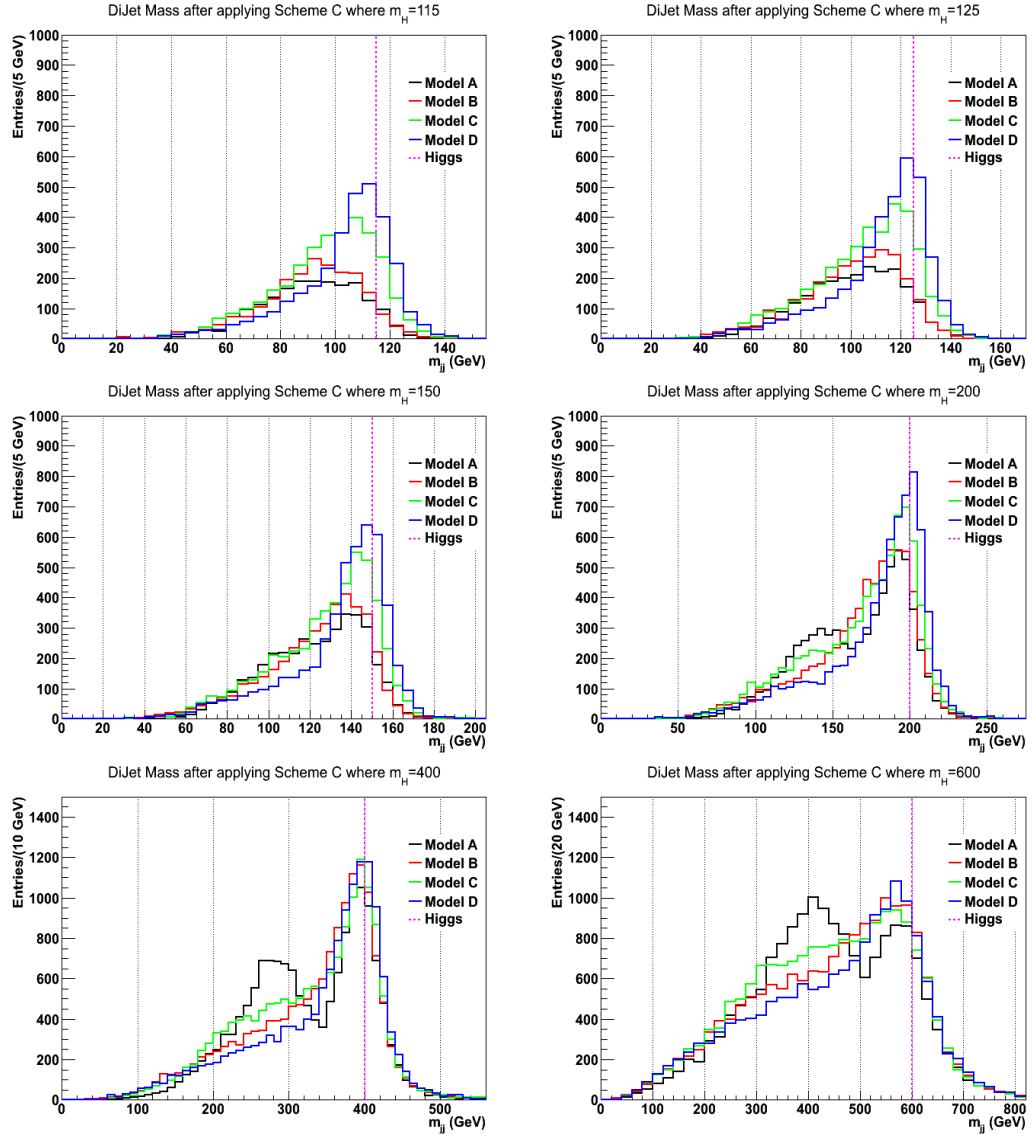 DiJet Mass after applying Scheme C where m_H=115
Entries/(5 GeV)
1000
900
800
700
600
500
400
300
200
100
0
Model A
Model B
Model C
Model D
Higgs
0 20 40 60 80 100 120 140
m_jj (GeV)
DiJet Mass after applying Scheme C where m_H=125
Entries/(5 GeV)
1000
900
800
700
600
500
400
300
200
100
0
Model A
Model B
Model C
Model D
Higgs
0 20 40 60 80 100 120 140 160
m_jj (GeV)
DiJet Mass after applying Scheme C where m_H=150
Entries/(5 GeV)
1000
900
800
700
600
500
400
300
200
100
0
Model A
Model B
Model C
Model D
Higgs
0 20 40 60 80 100 120 140 160 180 200
m_jj (GeV)
DiJet Mass after applying Scheme C where m_H=200
Entries/(5 GeV)
1000
900
800
700
600
500
400
300
200
100
0
Model A
Model B
Model C
Model D
Higgs
0 50 100 150 200 250
m_jj (GeV)
DiJet Mass after applying Scheme C where m_H=400
Entries/(10 GeV)
1400
1200
1000
800
600
400
200
0
Model A
Model B
Model C
Model D
Higgs
0 100 200 300 400 500
m_jj (GeV)
DiJet Mass after applying Scheme C where m_H=600
Entries/(20 GeV)
1400
1200
1000
800
600
400
200
0
Model A
Model B
Model C
Model D
Higgs
0 100 200 300 400 500 600 700 800
m_jj (GeV)